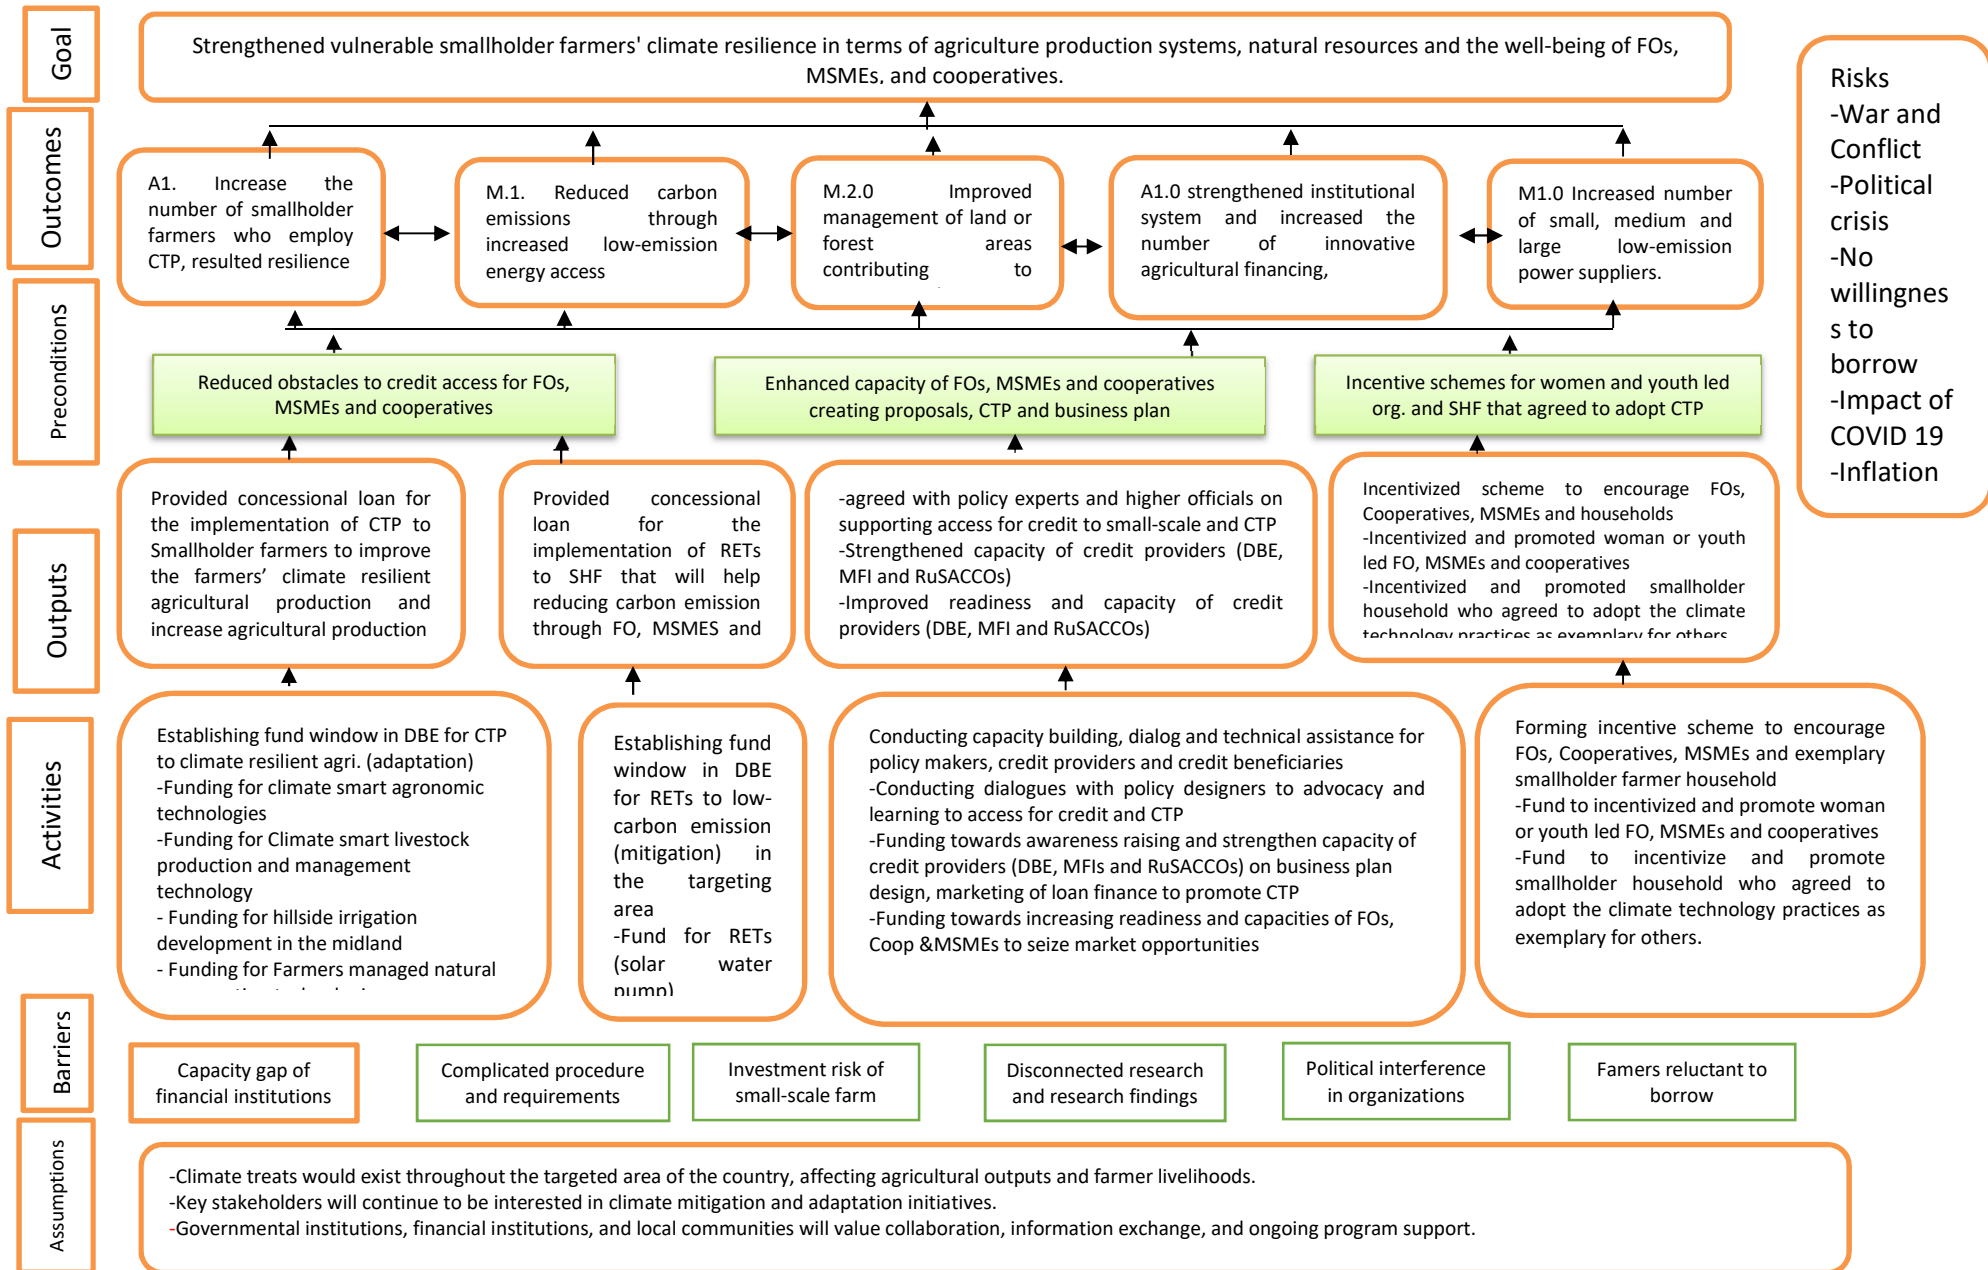 Goal
Strengthened vulnerable smallholder farmers' climate resilience in terms of agriculture production systems, natural resources and the well-being of FOs,
MSMEs, and cooperatives.
Risks
-War and
Conflict
-Political
crisis
-No
willingnes
s to
borrow
-Impact of
COVID 19
-Inflation
Outcomes
A1. Increase the
number of smallholder
farmers who employ
CTP, resulted resilience
M.1. Reduced carbon
emissions through
increased low-emission
energy access
M.2.0 Improved
management of land or
forest areas
contributing to
A1.0 strengthened institutional
system and increased the
number of innovative
agricultural financing,
M1.0 Increased number
of small, medium and
large low-emission
power suppliers.
Preconditions
Reduced obstacles to credit access for FOs,
MSMEs and cooperatives
Enhanced capacity of FOs, MSMEs and cooperatives
creating proposals, CTP and business plan
Incentive schemes for women and youth led
org. and SHF that agreed to adopt CTP
Outputs
Provided concessional loan for
the implementation of CTP to
Smallholder farmers to improve
the farmers' climate resilient
agricultural production and
increase agricultural production
Provided concessional
loan for the
implementation of RETs
to SHF that will help
reducing carbon emission
through FO, MSMES and
-agreed with policy experts and higher officials on
supporting access for credit to small-scale and CTP
-Strengthened capacity of credit providers (DBE,
MFI and RuSACCOs)
-Improved readiness and capacity of credit
providers (DBE, MFI and RuSACCOs)
Incentivized scheme to encourage FOs,
Cooperatives, MSMEs and households
-Incentivized and promoted woman or youth
led FO, MSMEs and cooperatives
-Incentivized and promoted smallholder
household who agreed to adopt the climate
technology practices as exemplary for others
Activities
Establishing fund window in DBE for CTP
to climate resilient agri. (adaptation)
-Funding for climate smart agronomic
technologies
-Funding for Climate smart livestock
production and management
technology
- Funding for hillside irrigation
development in the midland
- Funding for Farmers managed natural
Establishing fund
window in DBE
for RETs to low-
carbon emission
(mitigation) in
the targeting
area
-Fund for RETs
(solar water
pump)
Conducting capacity building, dialog and technical assistance for
policy makers, credit providers and credit beneficiaries
-Conducting dialogues with policy designers to advocacy and
learning to access for credit and CTP
-Funding towards awareness raising and strengthen capacity of
credit providers (DBE, MFIs and RuSACCOs) on business plan
design, marketing of loan finance to promote CTP
-Funding towards increasing readiness and capacities of FOs,
Coop &MSMEs to seize market opportunities
Forming incentive scheme to encourage
FOs, Cooperatives, MSMEs and exemplary
smallholder farmer household
-Fund to incentivized and promote woman
or youth led FO, MSMEs and cooperatives
-Fund to incentivize and promote
smallholder household who agreed to
adopt the climate technology practices as
exemplary for others.
Barriers
Capacity gap of
financial institutions
Complicated procedure
and requirements
Investment risk of
small-scale farm
Disconnected research
and research findings
Political interference
in organizations
Famers reluctant to
borrow
Assumptions
-Climate treats would exist throughout the targeted area of the country, affecting agricultural outputs and farmer livelihoods.
-Key stakeholders will continue to be interested in climate mitigation and adaptation initiatives.
-Governmental institutions, financial institutions, and local communities will value collaboration, information exchange, and ongoing program support.